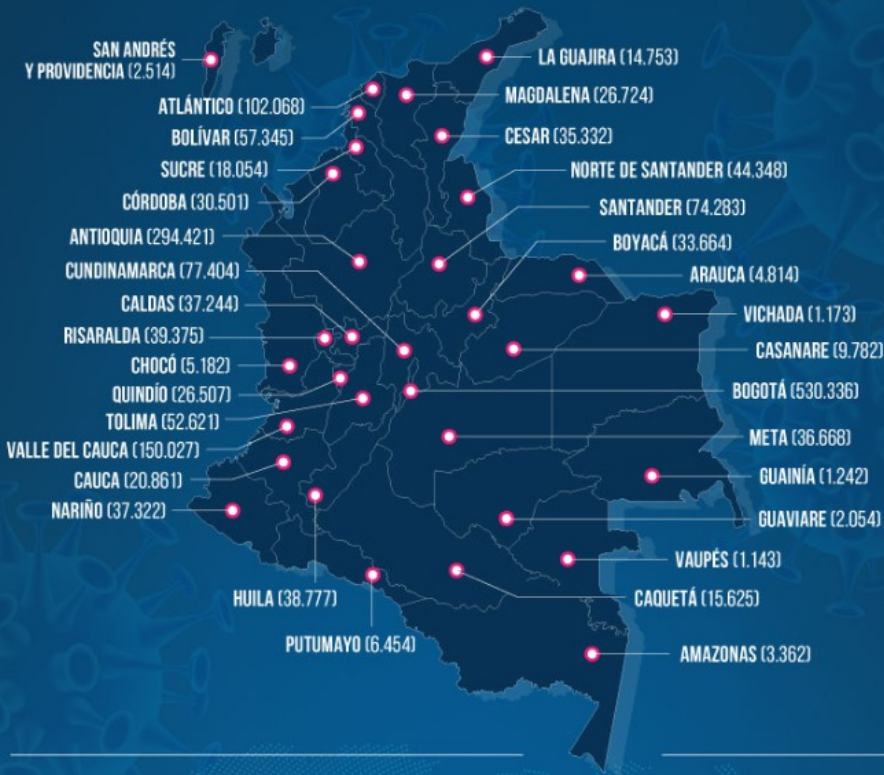 SAN ANDRÉS
Y PROVIDENCIA (2.514)
ATLÁNTICO (102.068)
BOLÍVAR (57.345)
SUCRE (18.054)
CÓRDOBA (30.501)
ANTIOQUIA (294.421)
CUNDINAMARCA (77.404)
CALDAS (37.244)
RISARALDA (39.375)
CHOCÓ (5.182)
QUINDÍO (26.507)
TOLIMA (52.621)
VALLE DEL CAUCA (150.027)
CAUCA (20.861)
NARIÑO (37.322)
HUILA (38.777)
PUTUMAYO (6.454)
LA GUAJIRA (14.753)
MAGDALENA (26.724)
CESAR (35.332)
NORTE DE SANTANDER (44.348)
SANTANDER (74.283)
BOYACÁ (33.664)
ARAUCA (4.814)
VICHADA (1.173)
CASANARE (9.782)
BOGOTÁ (530.336)
META (36.668)
GUAINÍA (1.242)
GUAVIARE (2.054)
VAUPÉS (1.143)
CAQUETÁ (15.625)
AMAZONAS (3.362)